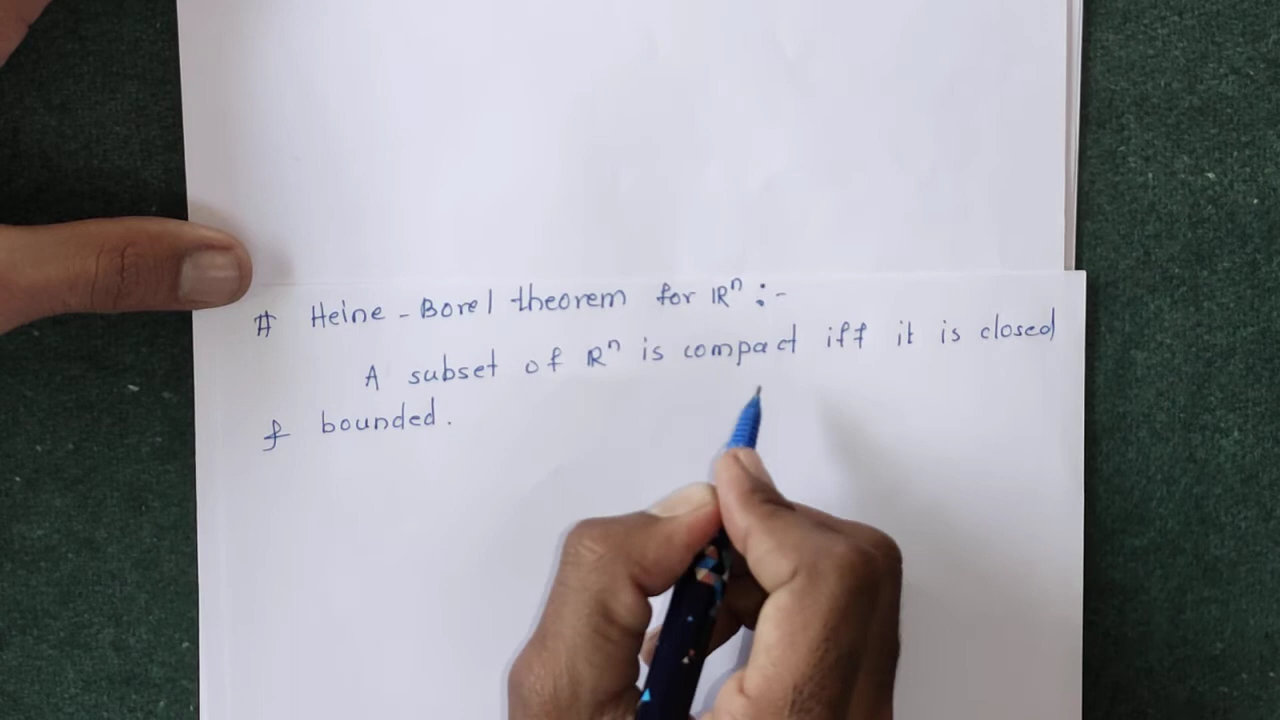 # Heine-Borel theorem for ℝⁿ :-
A subset of ℝⁿ is compact iff it is closed
& bounded.